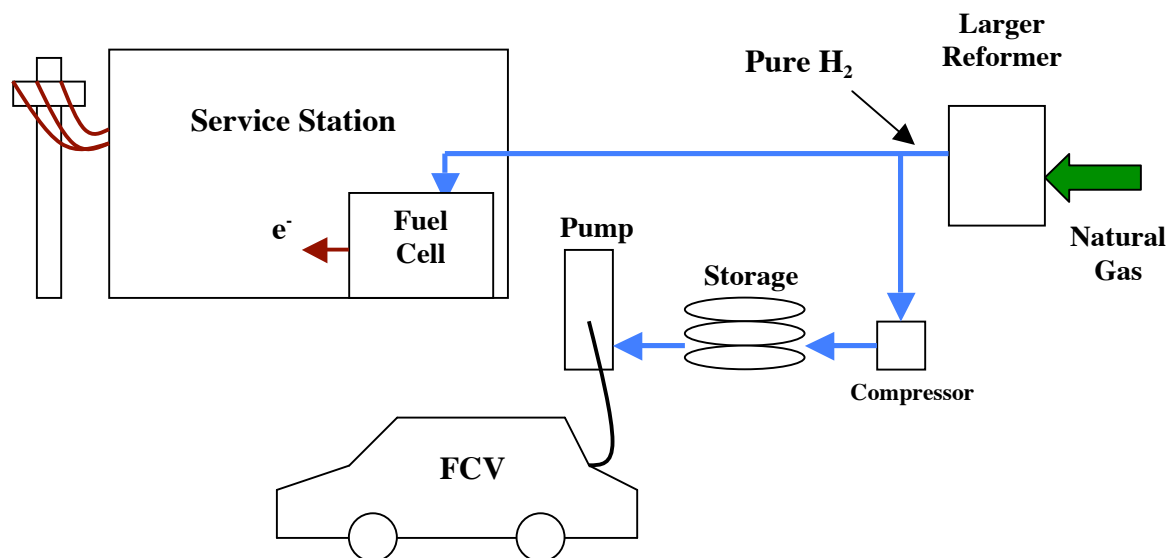 Larger
Reformer
Pure H₂
Service Station
Fuel
Cell
e⁻
Pump
Natural
Gas
Storage
Compressor
FCV